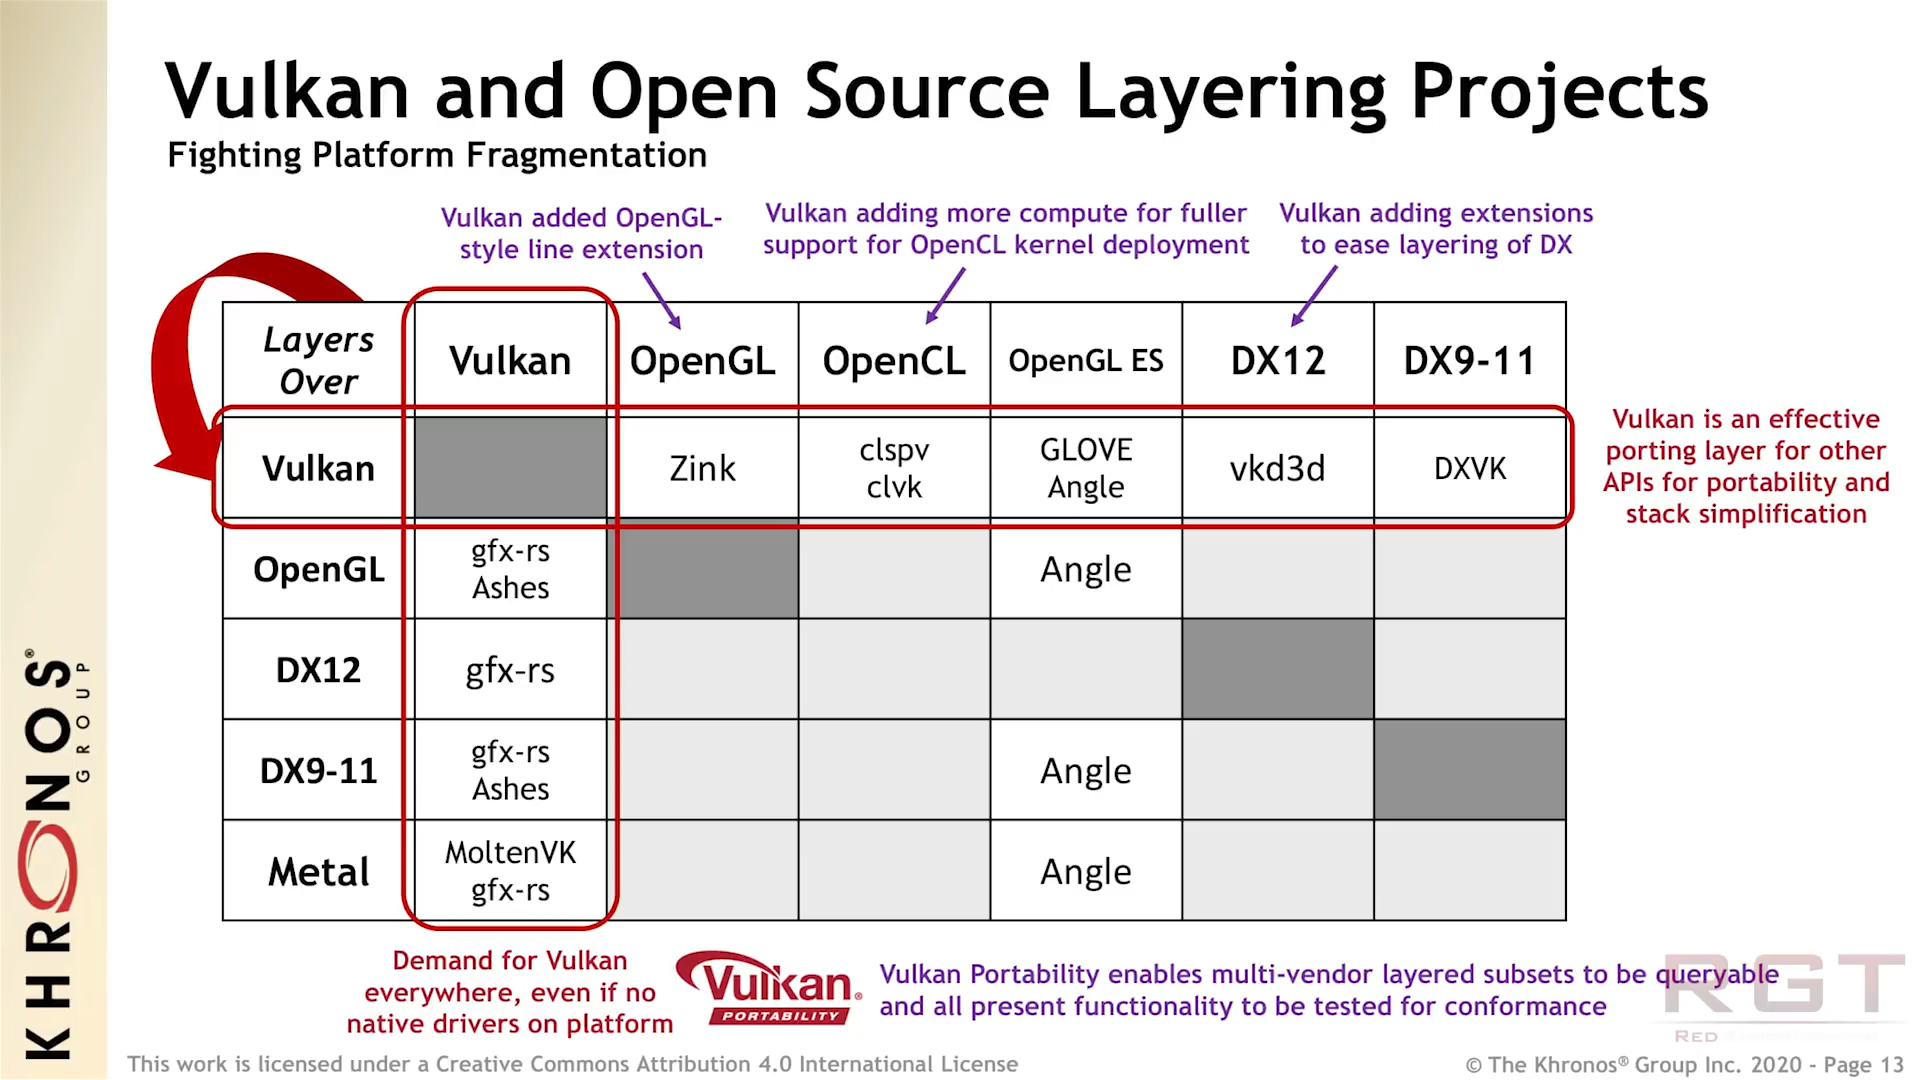 Vulkan and Open Source Layering Projects
Fighting Platform Fragmentation
Vulkan added OpenGL-
style line extension
Vulkan adding more compute for fuller
support for OpenCL kernel deployment
Vulkan adding extensions
to ease layering of DX
Layers
Over
Vulkan
OpenGL
OpenCL
OpenGL ES
DX12
DX9-11
Vulkan
Zink
clspv
clvk
GLOVE
Angle
vkd3d
DXVK
Vulkan is an effective
porting layer for other
APIs for portability and
stack simplification
OpenGL
gfx-rs
Ashes
Angle
DX12
gfx-rs
DX9-11
gfx-rs
Ashes
Angle
Metal
MoltenVK
gfx-rs
Angle
Demand for Vulkan
everywhere, even if no
native drivers on platform
Vulkan®
PORTABILITY
Vulkan Portability enables multi-vendor layered subsets to be queryable
and all present functionality to be tested for conformance
RGT
RED
KHRONOS®
GROUP
This work is licensed under a Creative Commons Attribution 4.0 International License
© The Khronos® Group Inc. 2020 - Page 13